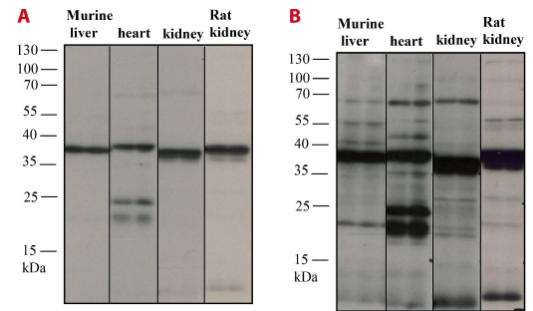 A
Murine
liver
heart
kidney
Rat
kidney
130
100
70
55
40
35
25
15
kDa
B
Murine
liver
heart
kidney
Rat
kidney
130
100
70
55
40
35
25
15
kDa